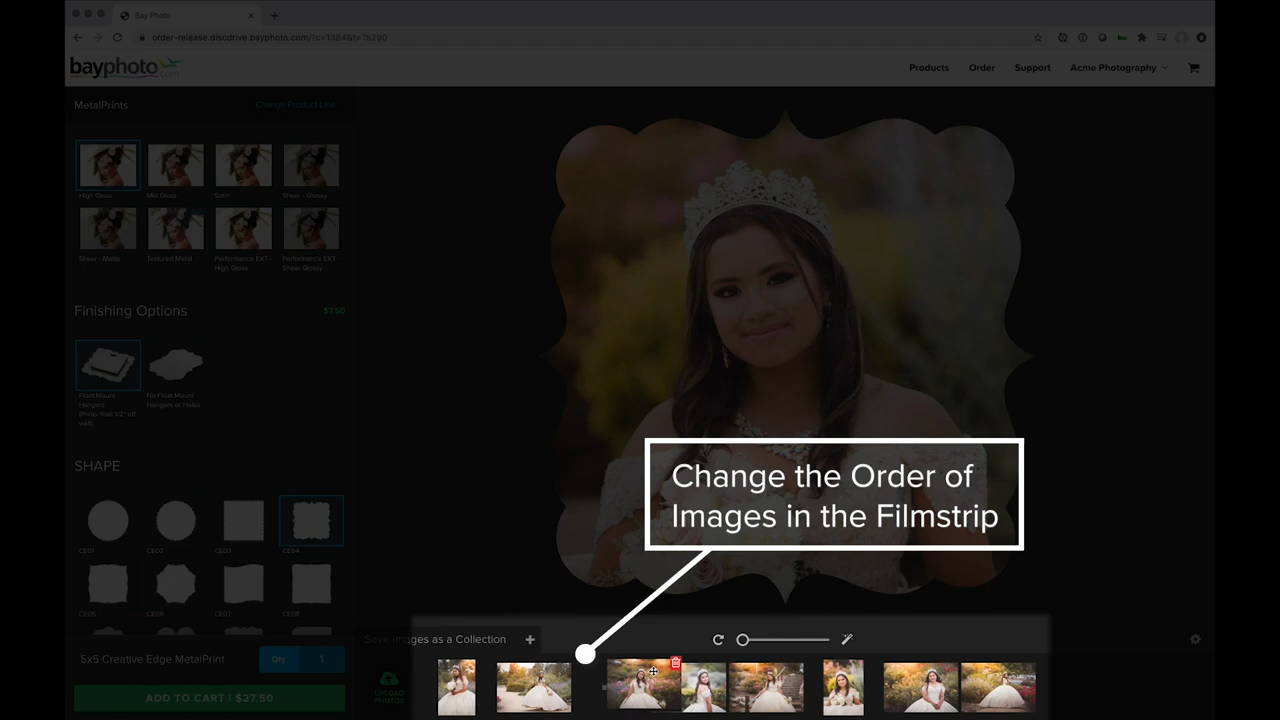 Bay Photo
order-release.discdrive.bayphoto.com/?c=1384&t=15290
bayphoto
.com
Products
Order
Support
Acme Photography
MetalPrints
Change Product Line
High Gloss
Mid Gloss
Satin
Sheer - Glossy
Sheer - Matte
Textured Metal
Performance EXT -
High Gloss
Performance EXT
Sheer Glossy
Finishing Options
$7.50
Float Mount
Hangers
(Prints float 1/2" off
wall)
No Float Mount
Hangers or Holes
SHAPE
CE01
CE02
CE03
CE04
CE05
CE06
CE07
CE08
Change the Order of
Images in the Filmstrip
Save Images as a Collection
5x5 Creative Edge MetalPrint
Qty
1
ADD TO CART | $27.50
UPLOAD
PHOTOS